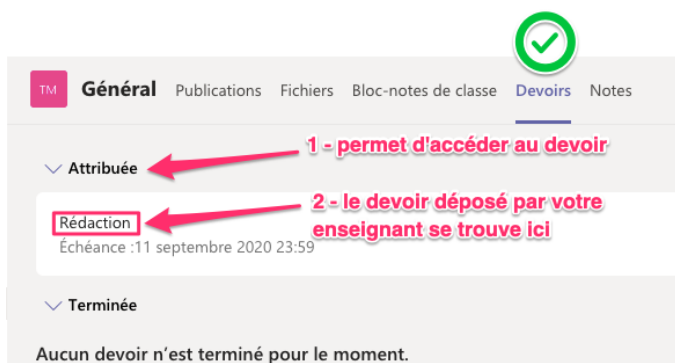 TM Général Publications Fichiers Bloc-notes de classe Devoirs Notes
1 - permet d'accéder au devoir
Attribuée
2 - le devoir déposé par votre
enseignant se trouve ici
Rédaction
Échéance :11 septembre 2020 23:59
Terminée
Aucun devoir n'est terminé pour le moment.